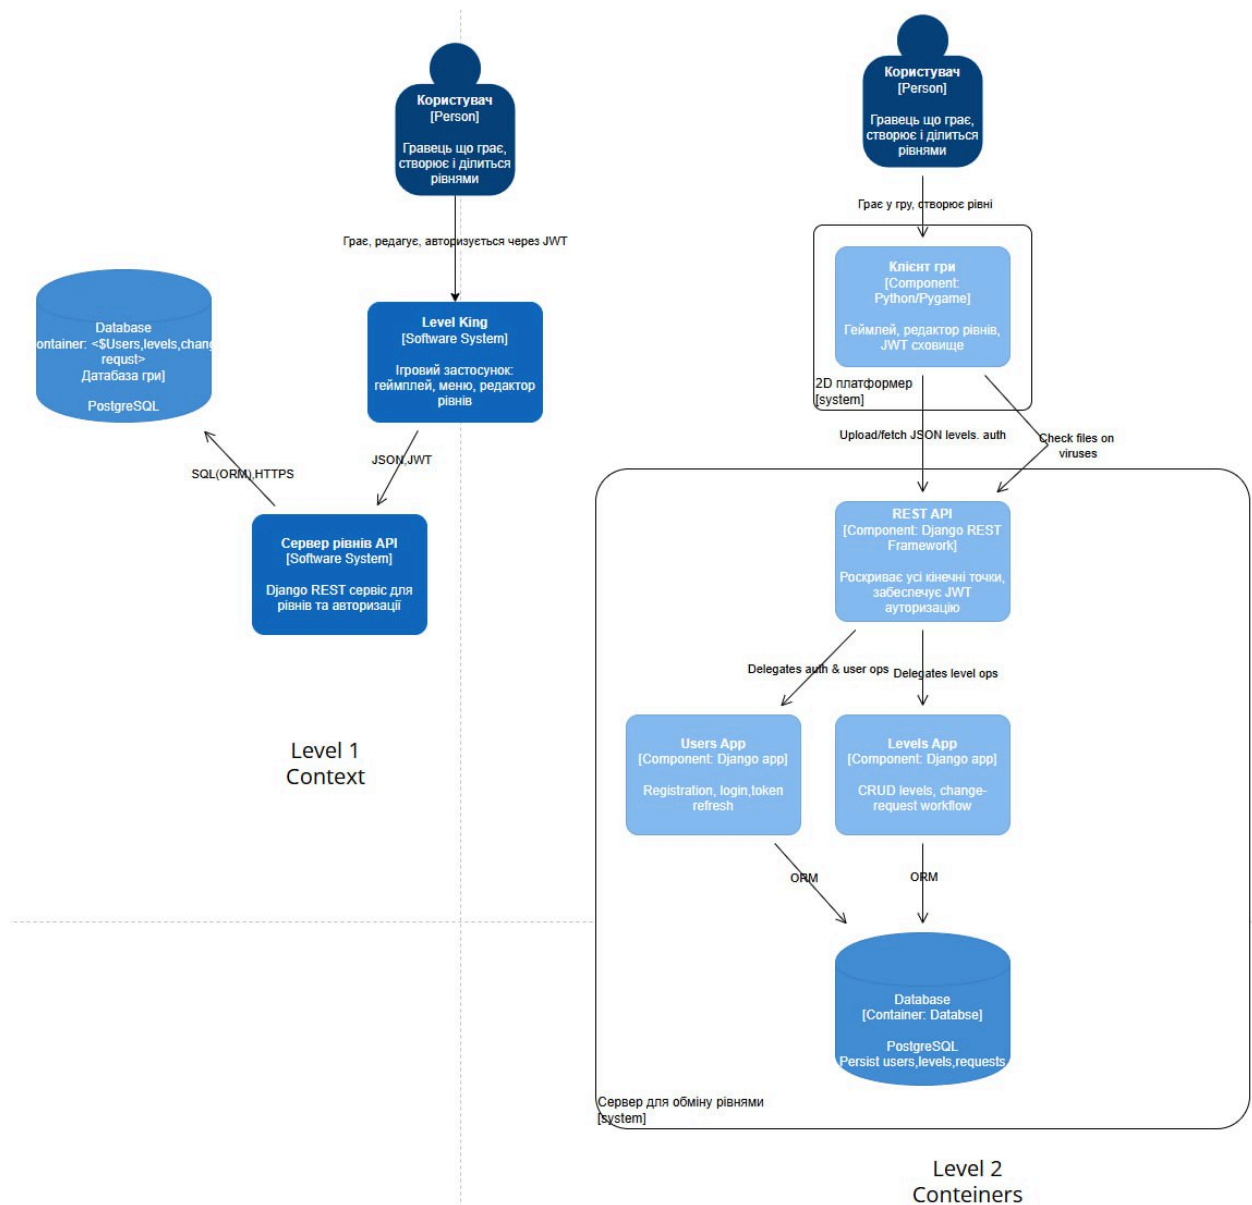 Користувач
[Person]
Гравець що грає,
створює і ділиться
рівнями
Грає, редагує, авторизується через JWT
Database
ontainer: <$Users,levels,chang
requst>
Датабаза гри]
PostgreSQL
Level King
[Software System]
Ігровий застосунок:
геймплей, меню, редактор
рівнів
SQL(ORM),HTTPS
JSON,JWT
Сервер рівнів API
[Software System]
Django REST сервіс для
рівнів та авторизації
Level 1
Context
Користувач
[Person]
Гравець що грає,
створює і ділиться
рівнями
Грає у гру, створює рівні
Клієнт гри
[Component:
Python/Pygame]
Геймлей, редактор рівнів,
JWT сховище
2D платформер
[system]
Upload/fetch JSON levels. auth
Check files on
viruses
REST API
[Component: Django REST
Framework]
Роскриває усі кінечні точки,
забеспечує JWT
ауторизацію
Delegates auth & user ops
Delegates level ops
Users App
[Component: Django app]
Registration, login,token
refresh
Levels App
[Component: Django app]
CRUD levels, change-
request workflow
ORM
ORM
Database
[Container: Databse]
PostgreSQL
Persist users,levels,requests
Сервер для обміну рівнями
[system]
Level 2
Conteiners